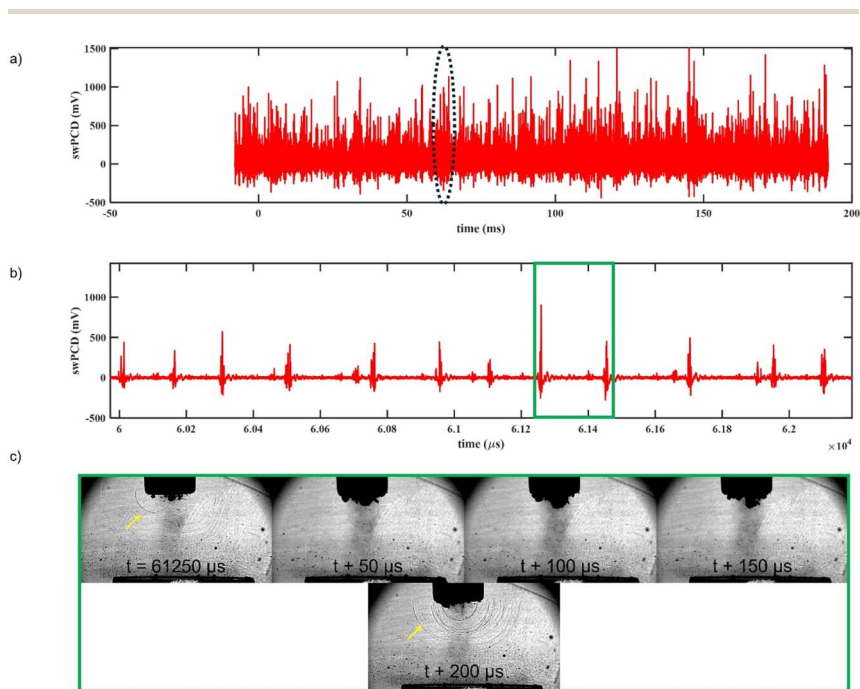 a)
1500
1000
500
0
-500
swPCD (mV)
-50 0 50 100 150 200
time (ms)
b)
1000
500
0
-500
swPCD (mV)
6 6.02 6.04 6.06 6.08 6.1 6.12 6.14 6.16 6.18 6.2
time (μs)
×10⁴
c)
t = 61250 μs t + 50 μs t + 100 μs t + 150 μs
t + 200 μs